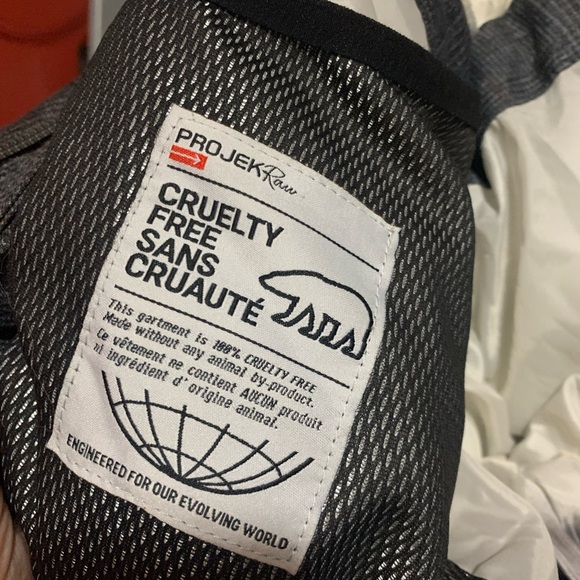 PROJEK Raw
CRUELTY
FREE
SANS
CRUAUTÉ
This gartment is 100% CRUELTY FREE
Made without any animal by-product.
Ce vêtement ne contient AUCUN produit
ni ingrédient d'origine animal.
ENGINEERED FOR OUR EVOLVING WORLD